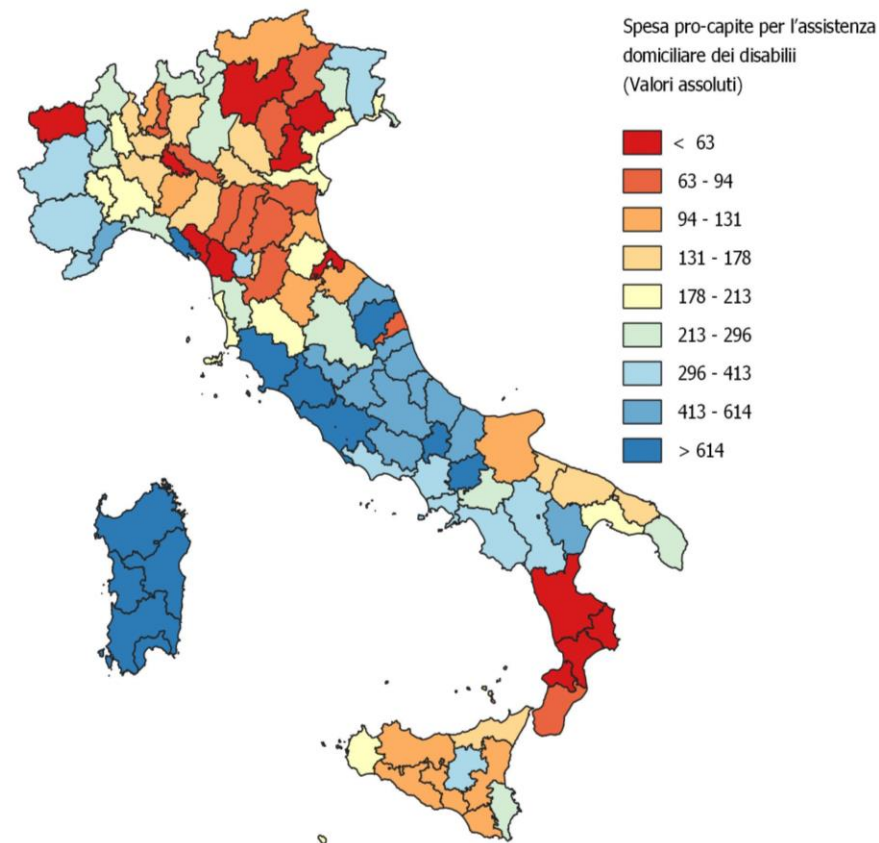 Spesa pro-capite per l'assistenza
domiciliare dei disabilii
(Valori assoluti)
< 63
63 - 94
94 - 131
131 - 178
178 - 213
213 - 296
296 - 413
413 - 614
> 614